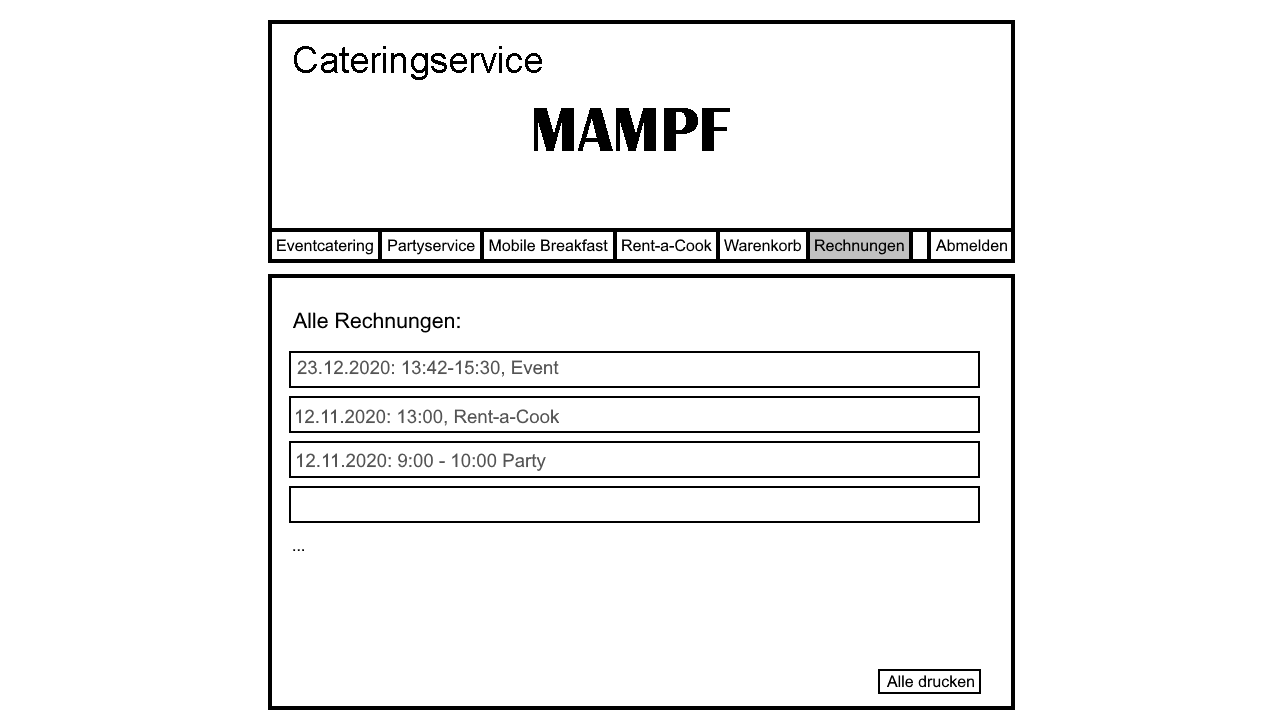 Cateringservice
MAMPF
Eventcatering Partyservice Mobile Breakfast Rent-a-Cook Warenkorb Rechnungen Abmelden
Alle Rechnungen:
23.12.2020: 13:42-15:30, Event
12.11.2020: 13:00, Rent-a-Cook
12.11.2020: 9:00 - 10:00 Party
...
Alle drucken